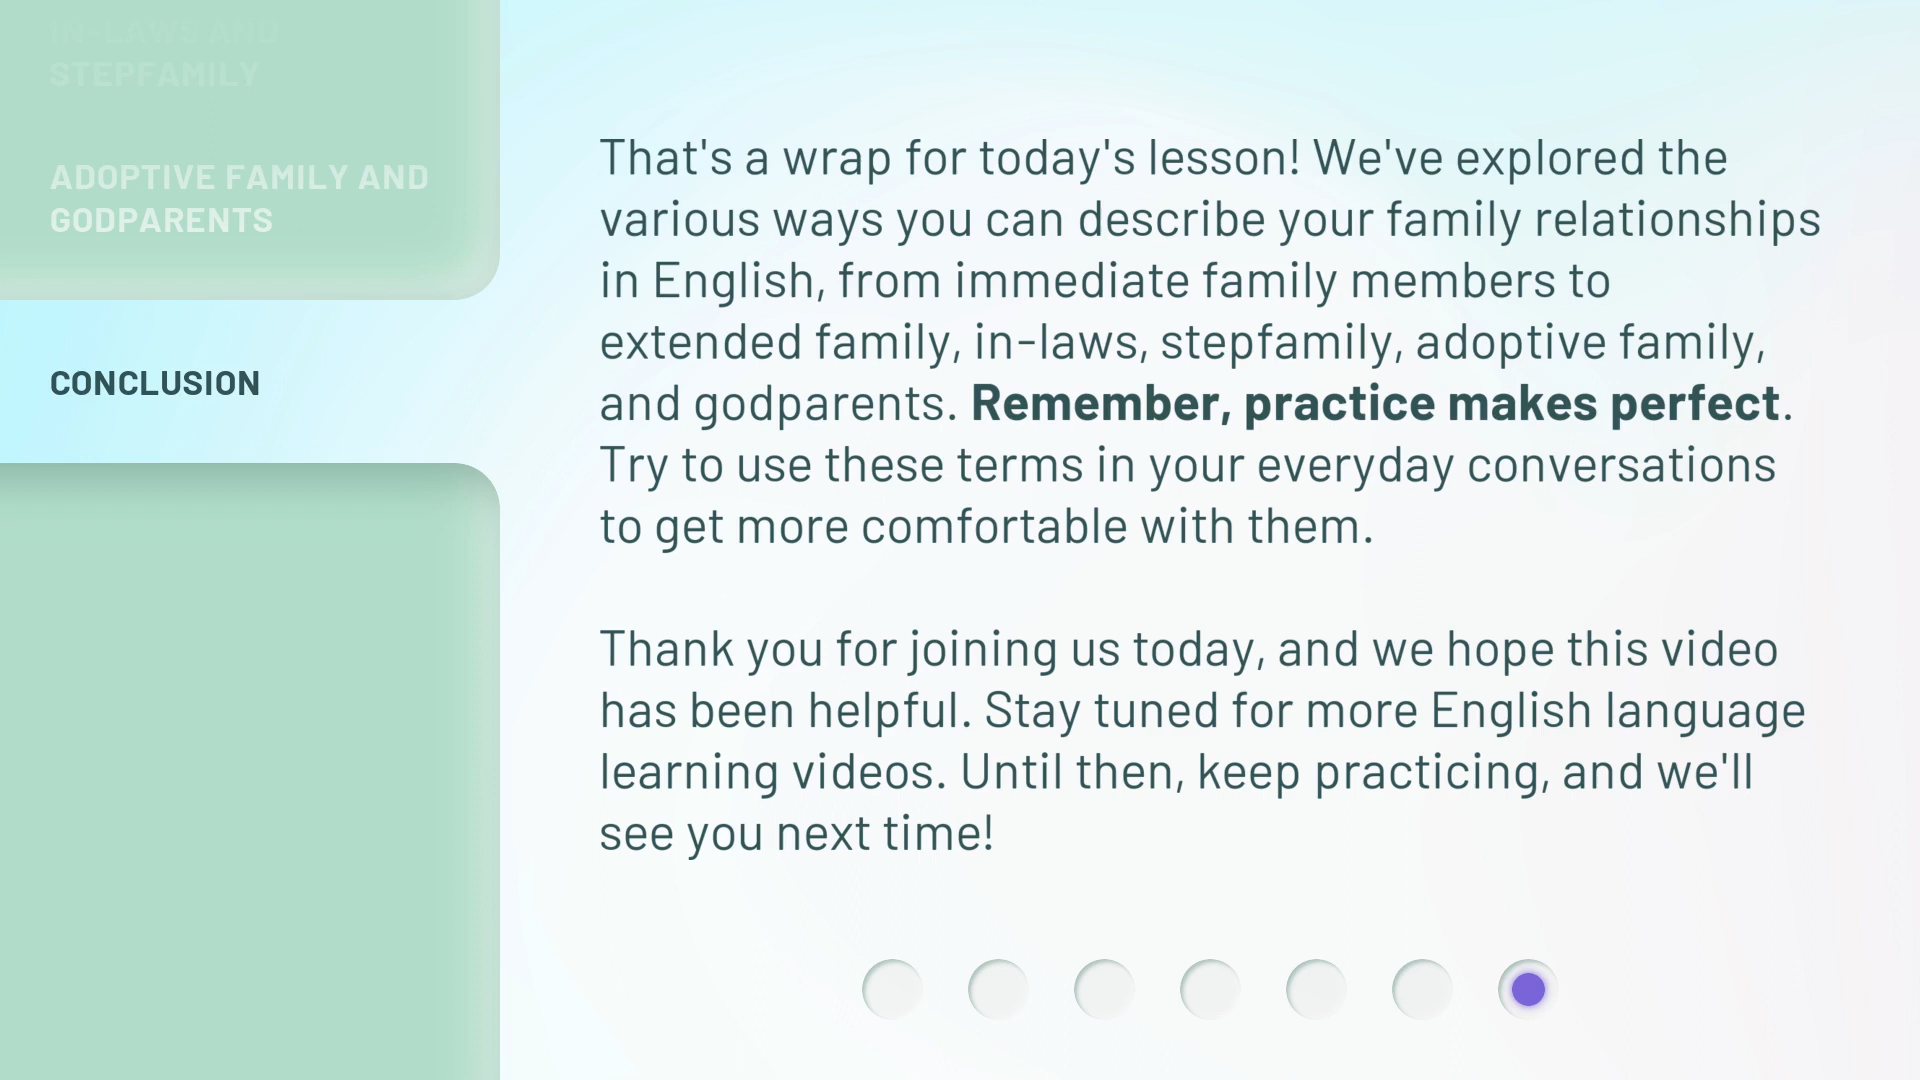 IN-LAWS AND
STEPFAMILY
ADOPTIVE FAMILY AND
GODPARENTS
CONCLUSION
That's a wrap for today's lesson! We've explored the
various ways you can describe your family relationships
in English, from immediate family members to
extended family, in-laws, stepfamily, adoptive family,
and godparents. Remember, practice makes perfect.
Try to use these terms in your everyday conversations
to get more comfortable with them.
Thank you for joining us today, and we hope this video
has been helpful. Stay tuned for more English language
learning videos. Until then, keep practicing, and we'll
see you next time!